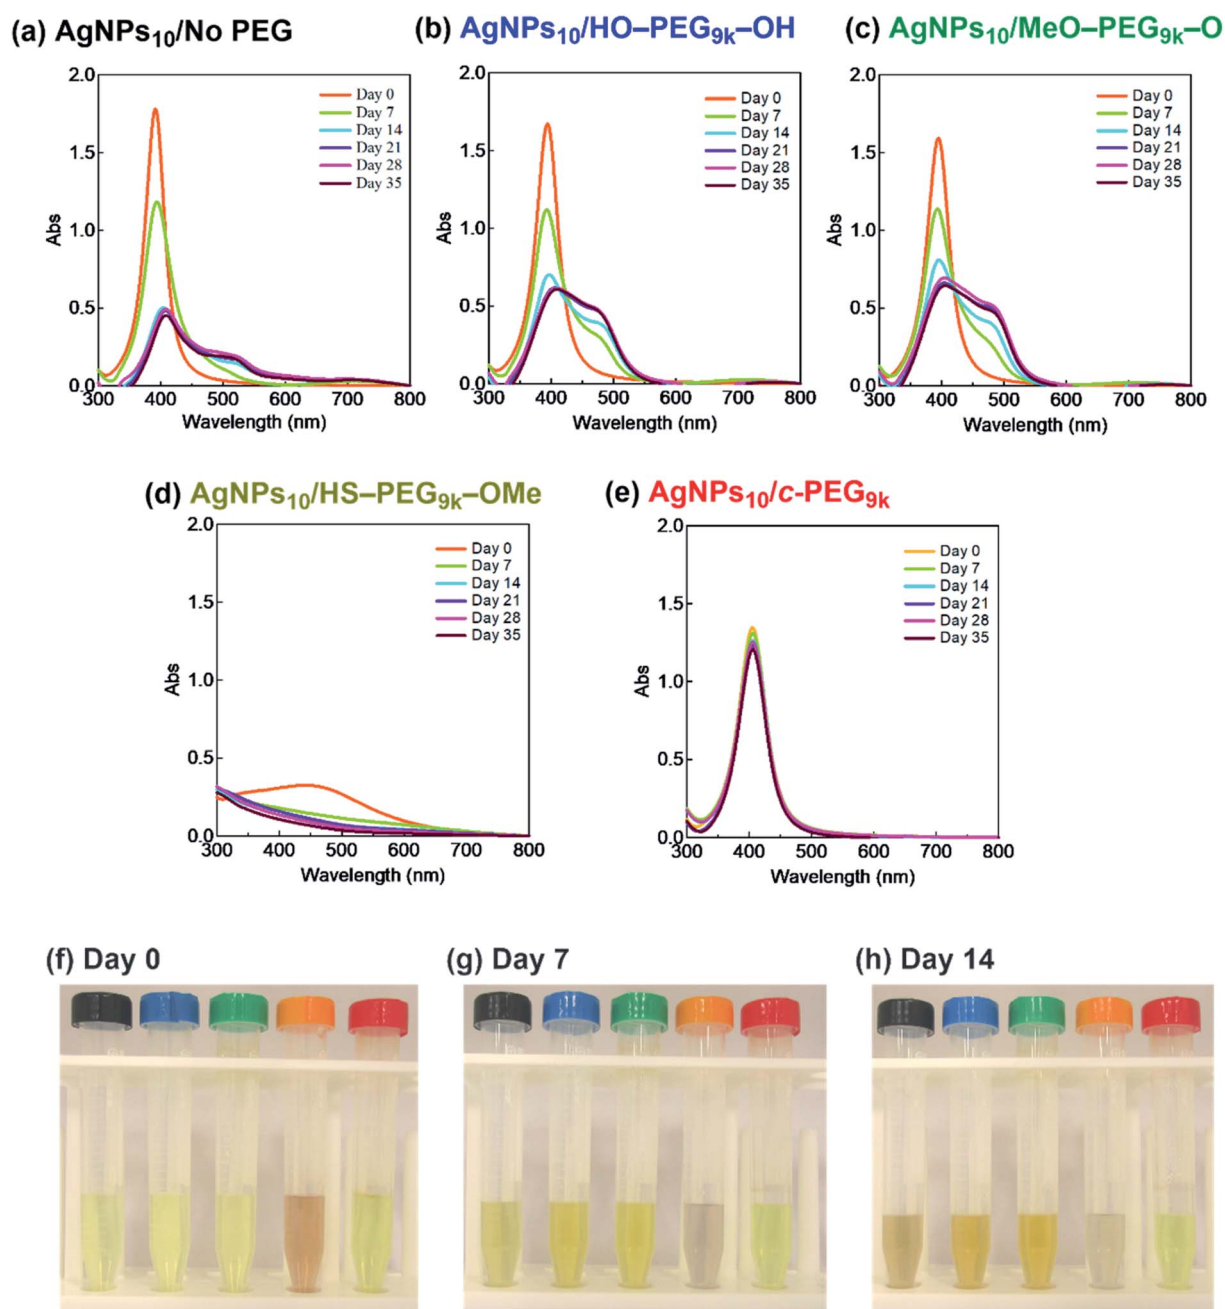 (a) AgNPs₁₀/No PEG
(b) AgNPs₁₀/HO–PEG₉ₖ–OH
(c) AgNPs₁₀/MeO–PEG₉ₖ–O
2.0
1.5
1.0
0.5
0.0
Abs
300 400 500 600 700 800
Wavelength (nm)
Day 0
Day 7
Day 14
Day 21
Day 28
Day 35
2.0
1.5
1.0
0.5
0.0
Abs
300 400 500 600 700 800
Wavelength (nm)
Day 0
Day 7
Day 14
Day 21
Day 28
Day 35
2.0
1.5
1.0
0.5
0.0
Abs
300 400 500 600 700 800
Wavelength (nm)
Day 0
Day 7
Day 14
Day 21
Day 28
Day 35
(d) AgNPs₁₀/HS–PEG₉ₖ–OMe
2.0
1.5
1.0
0.5
0.0
Abs
300 400 500 600 700 800
Wavelength (nm)
Day 0
Day 7
Day 14
Day 21
Day 28
Day 35
(e) AgNPs₁₀/c-PEG₉ₖ
2.0
1.5
1.0
0.5
0.0
Abs
300 400 500 600 700 800
Wavelength (nm)
Day 0
Day 7
Day 14
Day 21
Day 28
Day 35
(f) Day 0
(g) Day 7
(h) Day 14